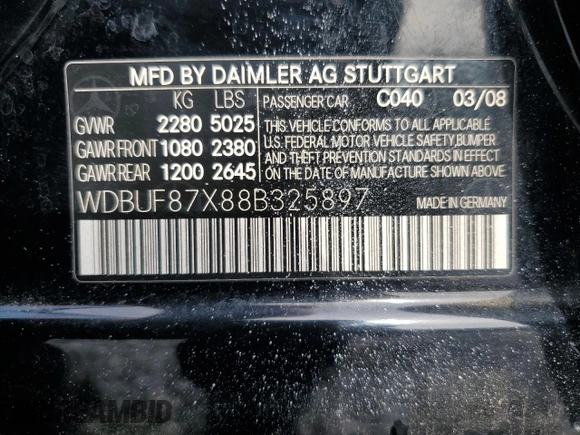 MFD BY DAIMLER AG STUTTGART
KG LBS PASSENGER CAR C040 03/08
GVWR 2280 5025 THIS VEHICLE CONFORMS TO ALL APPLICABLE
GAWR FRONT 1080 2380 U.S. FEDERAL MOTOR VEHICLE SAFETY, BUMPER
GAWR REAR 1200 2645 AND THEFT PREVENTION STANDARDS IN EFFECT
ON THE DATE OF MANUFACTURE SHOWN ABOVE
WDBUF87X88B325897 MADE IN GERMANY